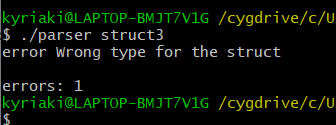 kyriaki@LAPTOP-BMJT7V1G /cygdrive/c/U
$ ./parser struct3
error Wrong type for the struct
errors: 1
kyriaki@LAPTOP-BMJT7V1G /cygdrive/c/U
$